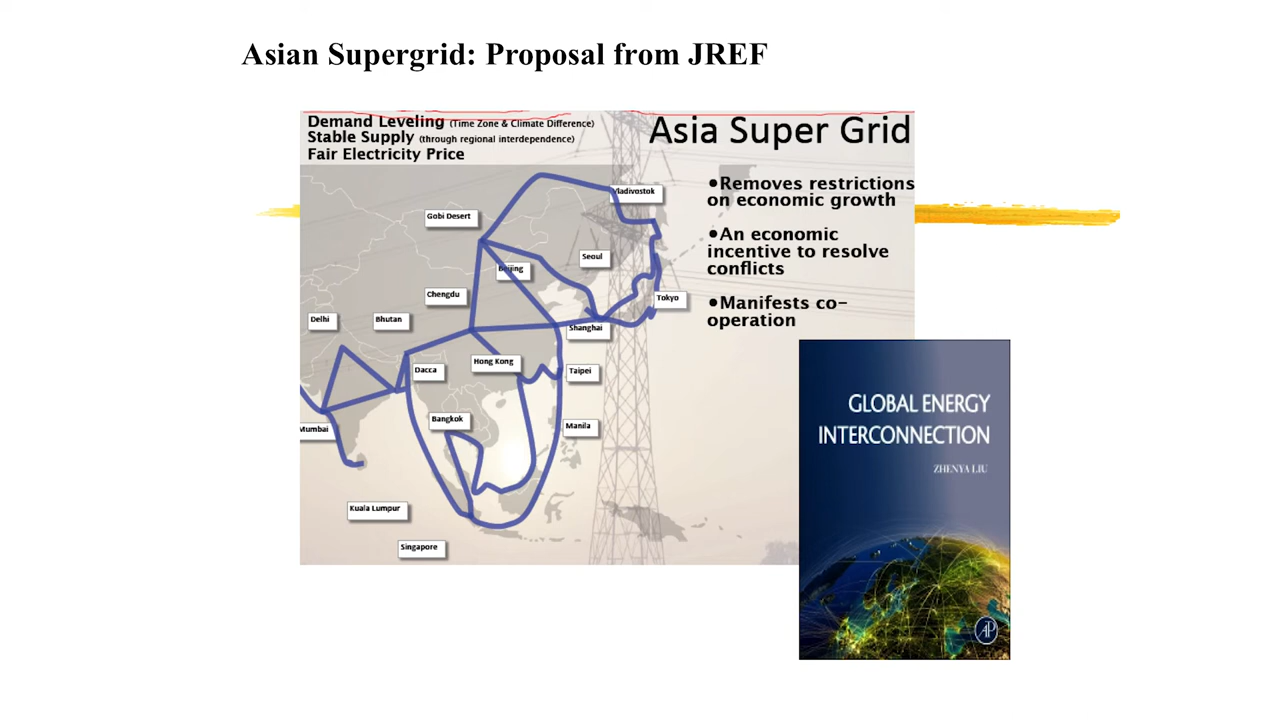 Asian Supergrid: Proposal from JREF
Demand Leveling (Time Zone & Climate Difference)
Stable Supply (through regional interdependence)
Fair Electricity Price
Asia Super Grid
•Removes restrictions
on economic growth
•An economic
incentive to resolve
conflicts
•Manifests co-
operation
Vladivostok
Gobi Desert
Seoul
Beijing
Chengdu
Tokyo
Delhi
Bhutan
Shanghai
Hong Kong
Dacca
Taipei
Bangkok
Manila
Mumbai
Kuala Lumpur
Singapore
GLOBAL ENERGY
INTERCONNECTION
ZHENYA LIU
AP